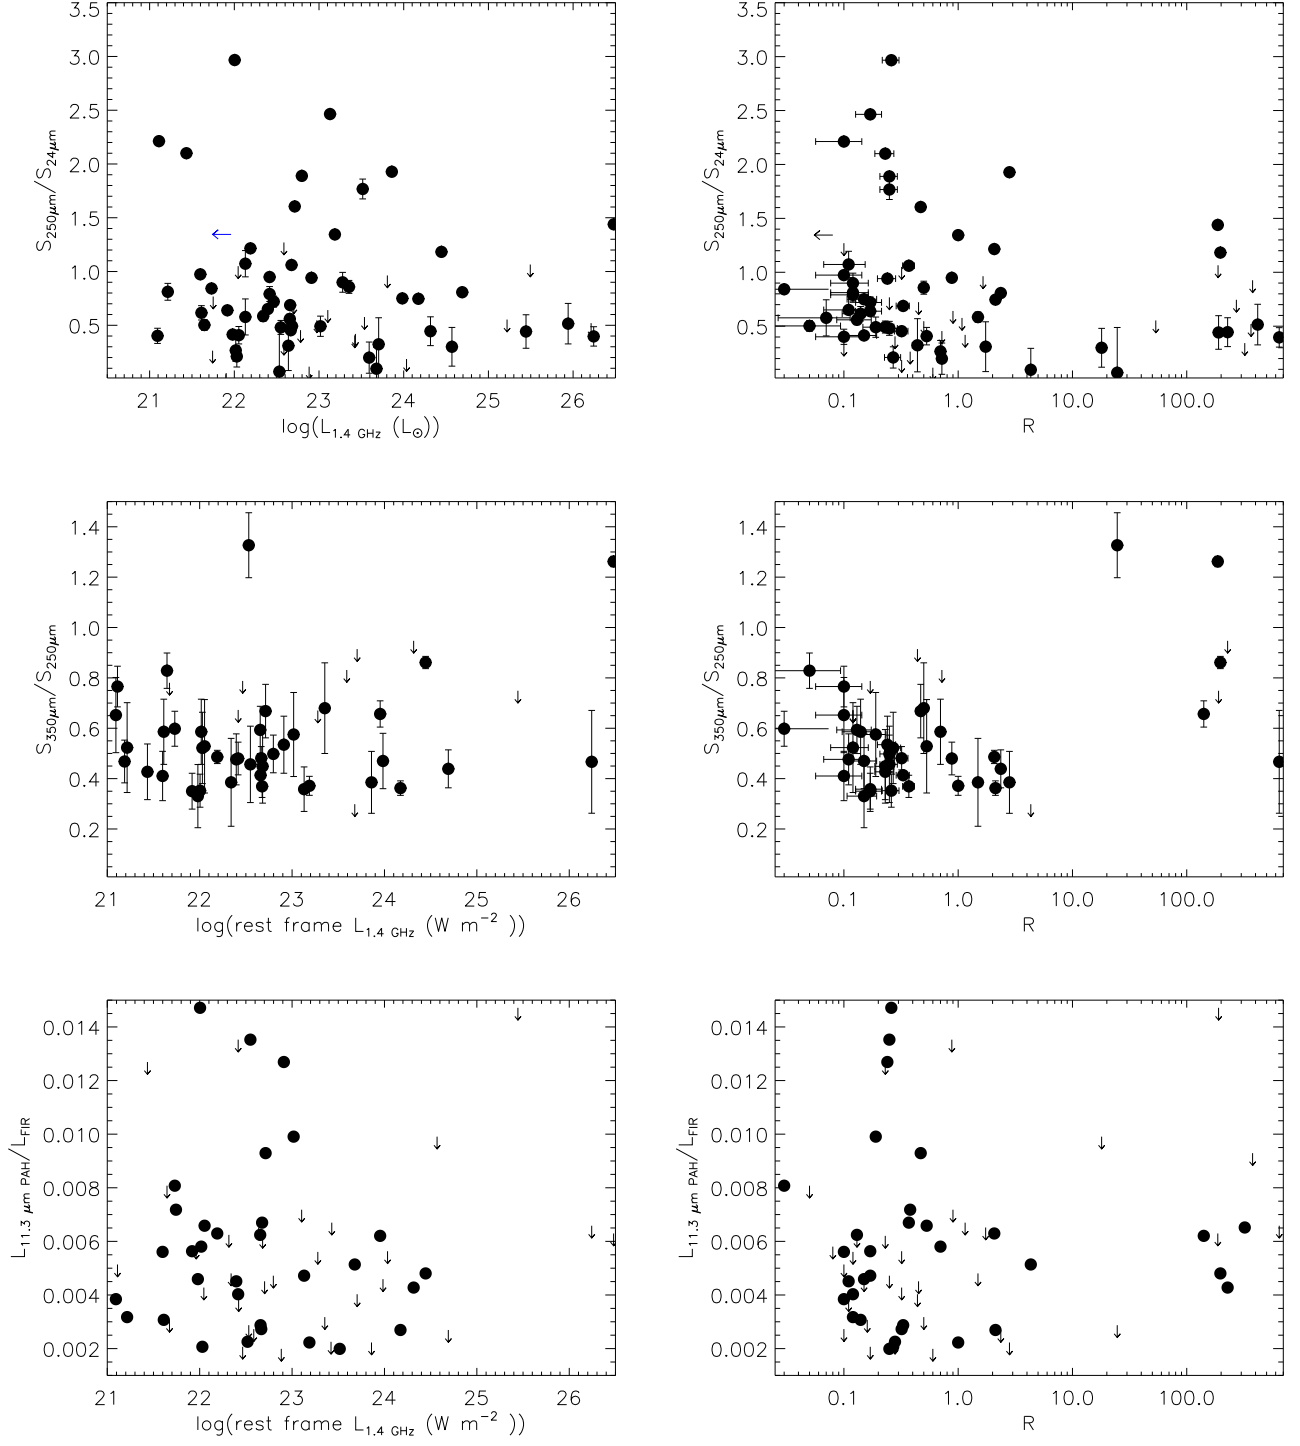 3.5
3.0
2.5
2.0
1.5
1.0
0.5
S250μm/S24μm
21 22 23 24 25 26
log(L1.4 GHz (L⊙))
3.5
3.0
2.5
2.0
1.5
1.0
0.5
S250μm/S24μm
0.1 1.0 10.0 100.0
R
1.4
1.2
1.0
0.8
0.6
0.4
0.2
S350μm/S250μm
21 22 23 24 25 26
log(rest frame L1.4 GHz (W m-2 ))
1.4
1.2
1.0
0.8
0.6
0.4
0.2
S350μm/S250μm
0.1 1.0 10.0 100.0
R
0.014
0.012
0.010
0.008
0.006
0.004
0.002
L11.3 μm PAH/LFIR
21 22 23 24 25 26
log(rest frame L1.4 GHz (W m-2 ))
0.014
0.012
0.010
0.008
0.006
0.004
0.002
L11.3 μm PAH/LFIR
0.1 1.0 10.0 100.0
R